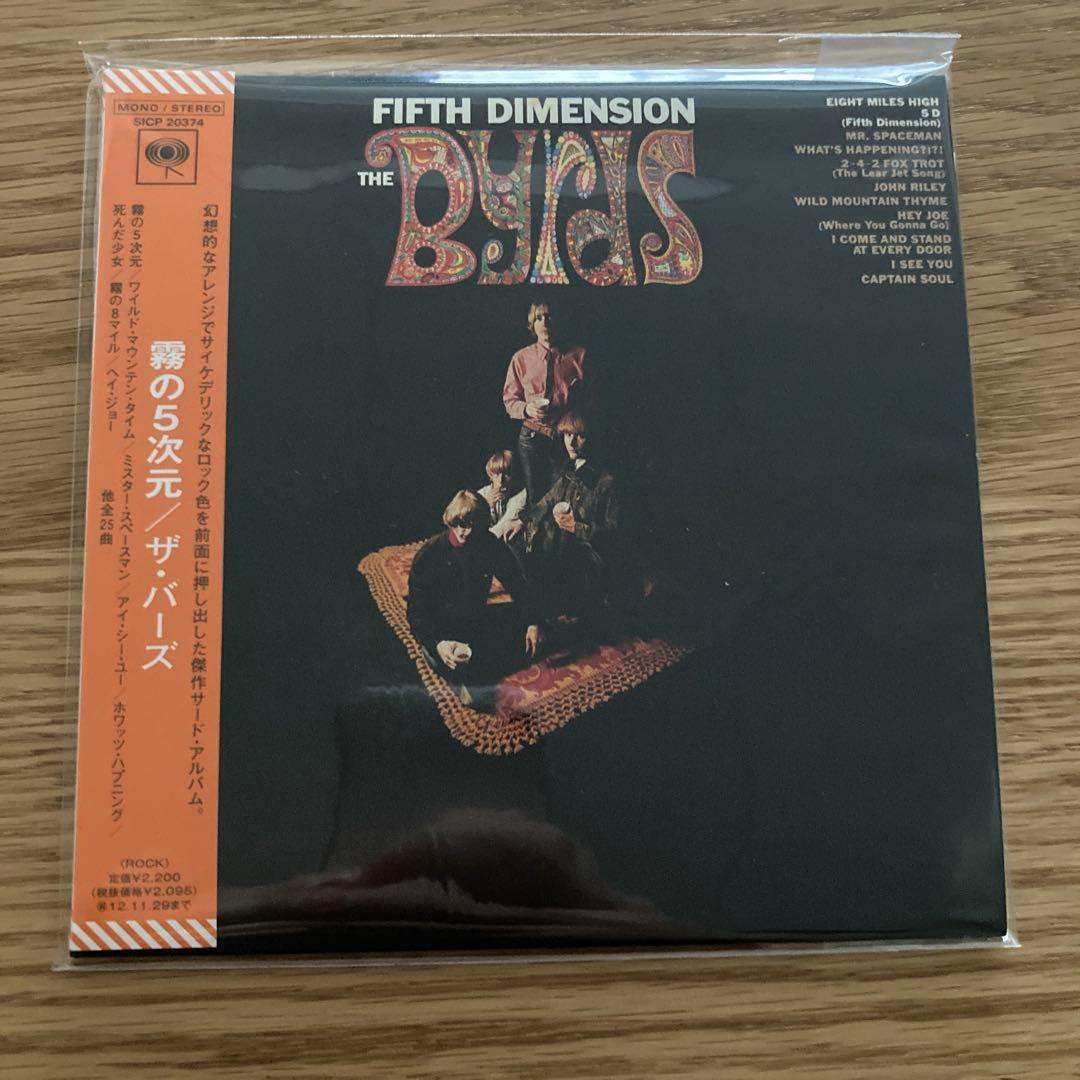 MONO / STEREO
SICP 20374
幻想的なアレンジでサイケデリックなロック色を前面に押し出した傑作サード・アルバム。
霧の5次元/ザ・バーズ
霧の5次元/ワイルド・マウンテン・タイム/ミスター・スペースマン/アイ・シー・ユー/ホワッツ・ハプニング/
死んだ少女/霧の8マイル/ヘイ・ジョー 他全25曲
(ROCK)
定価¥2,200
(税抜価格¥2,095)
再12.11.29まで
FIFTH DIMENSION
THE Byrds
EIGHT MILES HIGH
5 D
(Fifth Dimension)
MR. SPACEMAN
WHAT'S HAPPENING?!?!
2-4-2 FOX TROT
(The Lear Jet Song)
JOHN RILEY
WILD MOUNTAIN THYME
HEY JOE
(Where You Gonna Go)
I COME AND STAND
AT EVERY DOOR
I SEE YOU
CAPTAIN SOUL